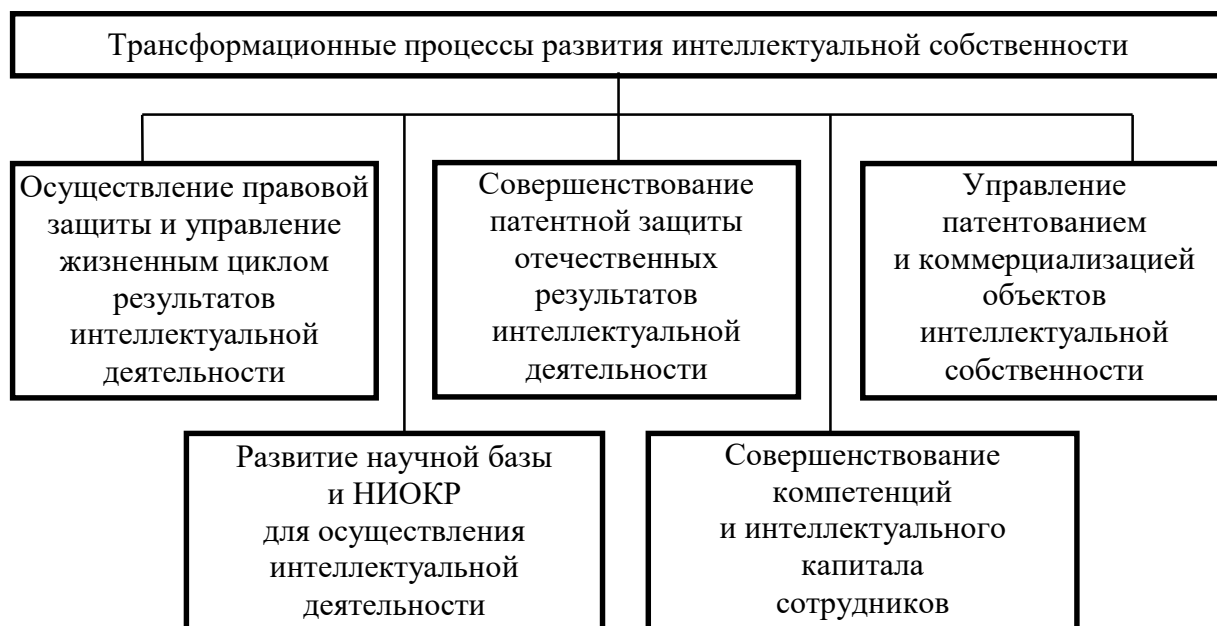 Трансформационные процессы развития интеллектуальной собственности
Осуществление правовой
защиты и управление
жизненным циклом
результатов
интеллектуальной
деятельности
Совершенствование
патентной защиты
отечественных
результатов
интеллектуальной
деятельности
Управление
патентованием
и коммерциализацией
объектов
интеллектуальной
собственности
Развитие научной базы
и НИОКР
для осуществления
интеллектуальной
деятельности
Совершенствование
компетенций
и интеллектуального
капитала
сотрудников